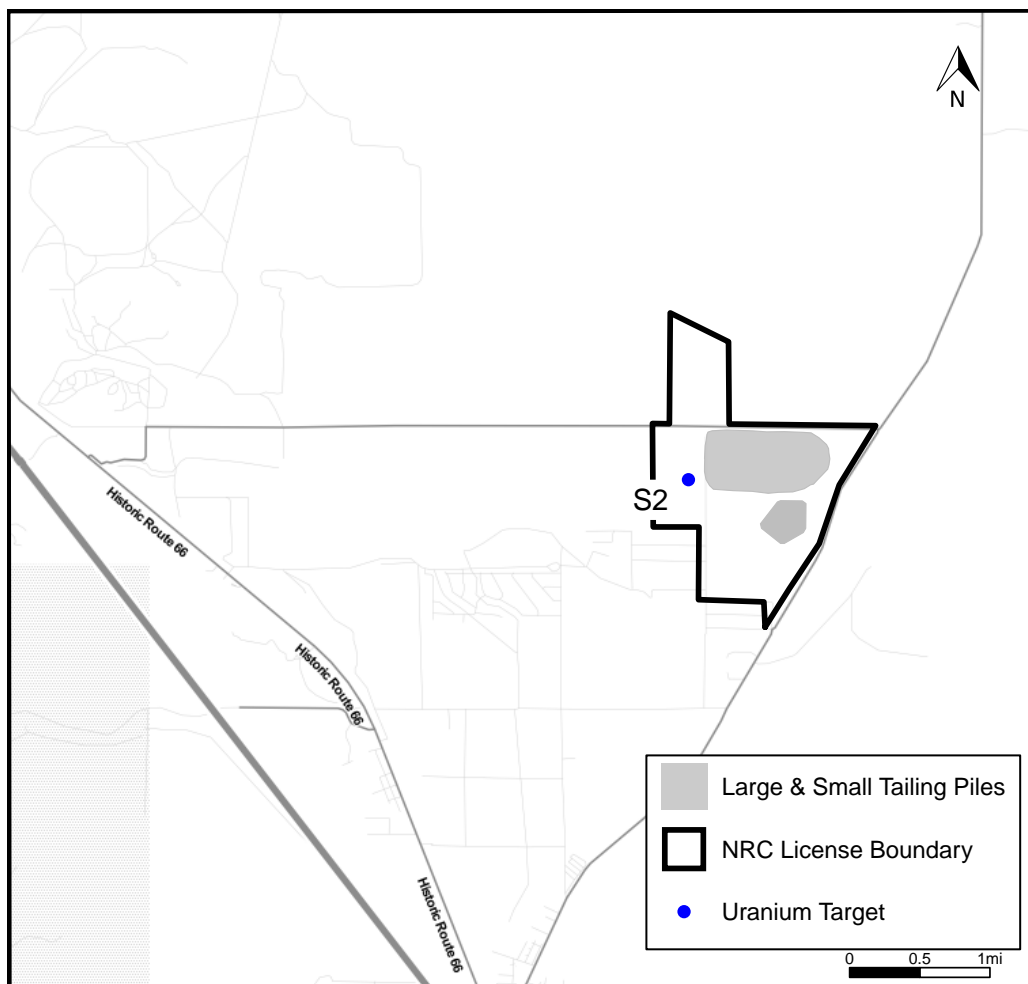 N
S2
Historic Route 66
Historic Route 66
Historic Route 66
Large & Small Tailing Piles
NRC License Boundary
Uranium Target
0 0.5 1mi